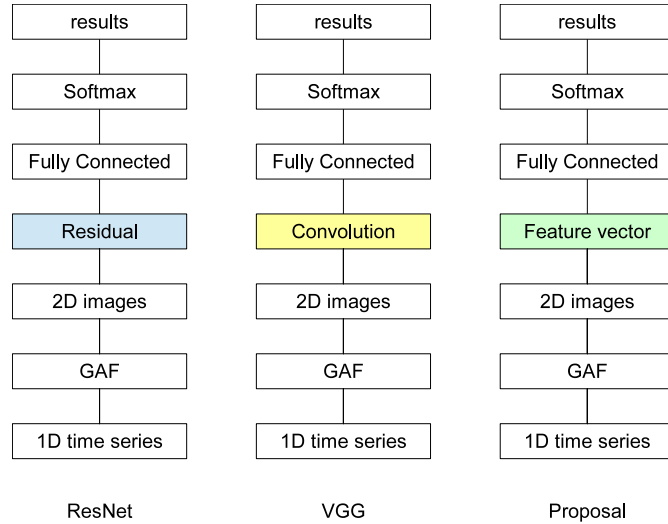 results
Softmax
Fully Connected
Residual
2D images
GAF
1D time series
ResNet
results
Softmax
Fully Connected
Convolution
2D images
GAF
1D time series
VGG
results
Softmax
Fully Connected
Feature vector
2D images
GAF
1D time series
Proposal